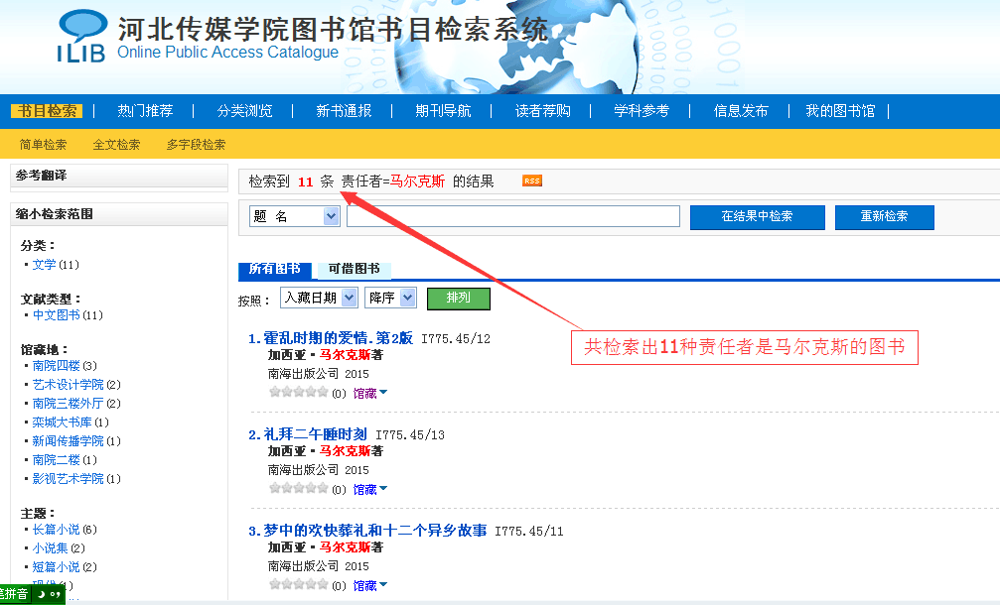 河北传媒学院图书馆书目检索系统
ILIB Online Public Access Catalogue
书目检索 | 热门推荐 | 分类浏览 | 新书通报 | 期刊导航 | 读者荐购 | 学科参考 | 信息发布 | 我的图书馆 |
简单检索 全文检索 多字段检索
参考翻译
缩小检索范围
分类：
文学(11)
文献类型：
中文图书(11)
馆藏地：
南院四楼(3)
艺术设计学院(2)
南院三楼外厅(2)
栾城大书库(1)
新闻传播学院(1)
南院二楼(1)
影视艺术学院(1)
主题：
长篇小说(6)
小说集(2)
短篇小说(2)
现代(1)
笔拼音
检索到 11 条 责任者=马尔克斯 的结果 RSS
题 名 在结果中检索 重新检索
所有图书 可借图书
按照： 入藏日期 降序 排列
共检索出11种责任者是马尔克斯的图书
1.霍乱时期的爱情.第2版 I775.45/12
加西亚·马尔克斯著
南海出版公司 2015
(0) 馆藏
2.礼拜二午睡时刻 I775.45/13
加西亚·马尔克斯著
南海出版公司 2015
(0) 馆藏
3.梦中的欢快葬礼和十二个异乡故事 I775.45/11
加西亚·马尔克斯著
南海出版公司 2015
(0) 馆藏